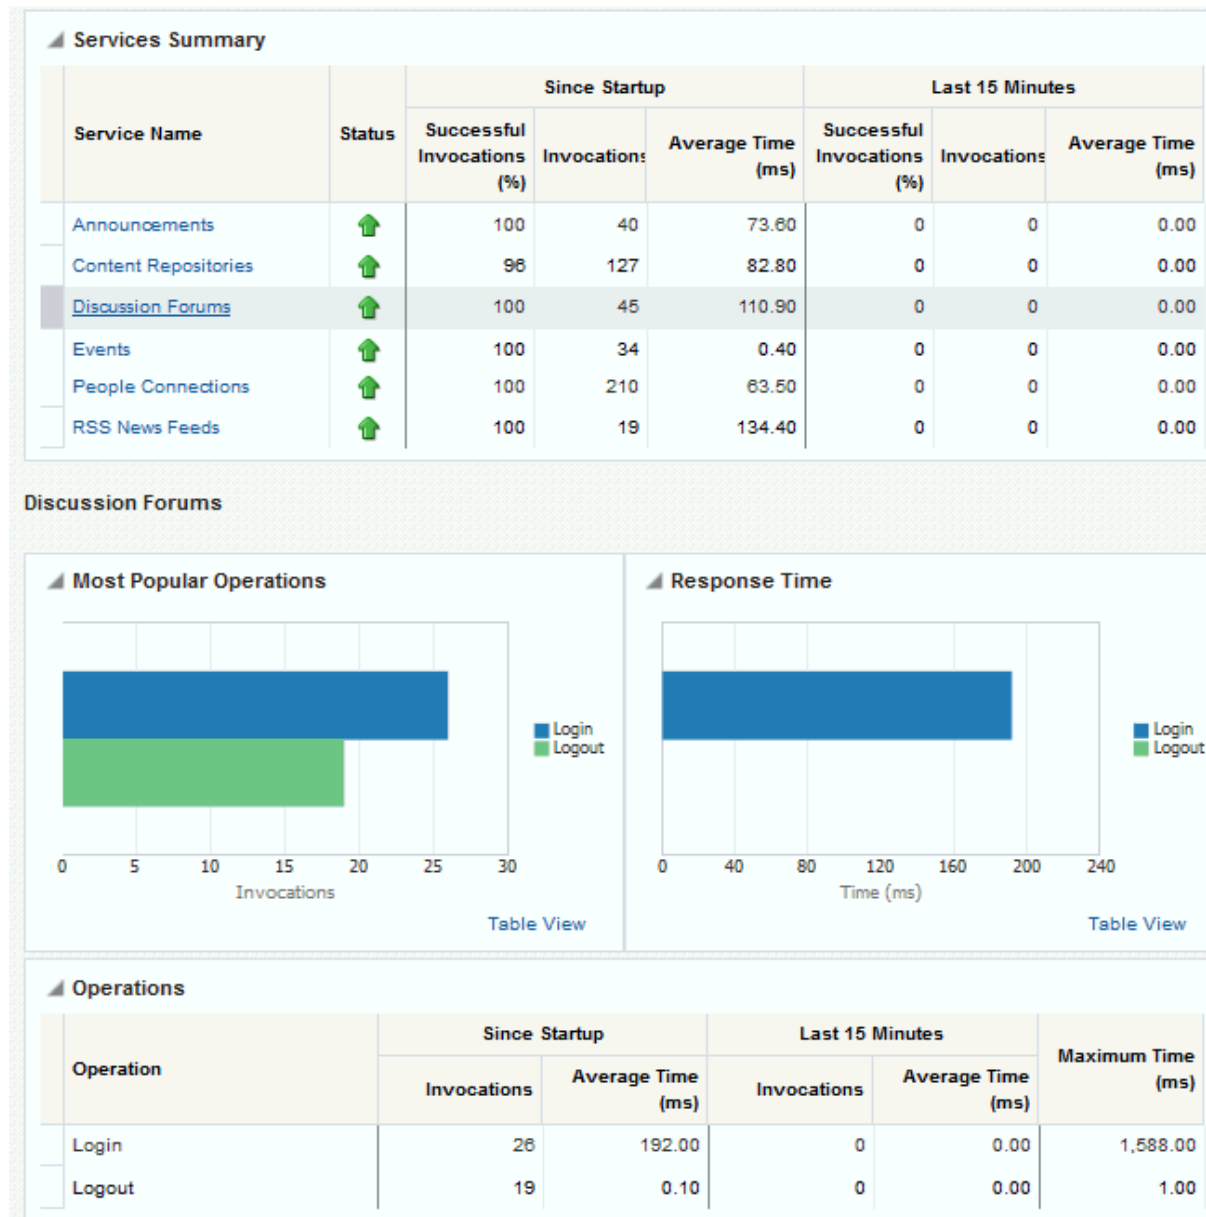 Services Summary
Service Name Status Since Startup Last 15 Minutes
Successful Invocations (%) Invocations Average Time (ms) Successful Invocations (%) Invocations Average Time (ms)
Announcements 100 40 73.60 0 0 0.00
Content Repositories 96 127 82.80 0 0 0.00
Discussion Forums 100 45 110.90 0 0 0.00
Events 100 34 0.40 0 0 0.00
People Connections 100 210 63.50 0 0 0.00
RSS News Feeds 100 19 134.40 0 0 0.00
Discussion Forums
Most Popular Operations
Login
Logout
0 5 10 15 20 25 30
Invocations
Table View
Response Time
Login
Logout
0 40 80 120 160 200 240
Time (ms)
Table View
Operations
Operation Since Startup Last 15 Minutes Maximum Time (ms)
Invocations Average Time (ms) Invocations Average Time (ms)
Login 26 192.00 0 0.00 1,588.00
Logout 19 0.10 0 0.00 1.00